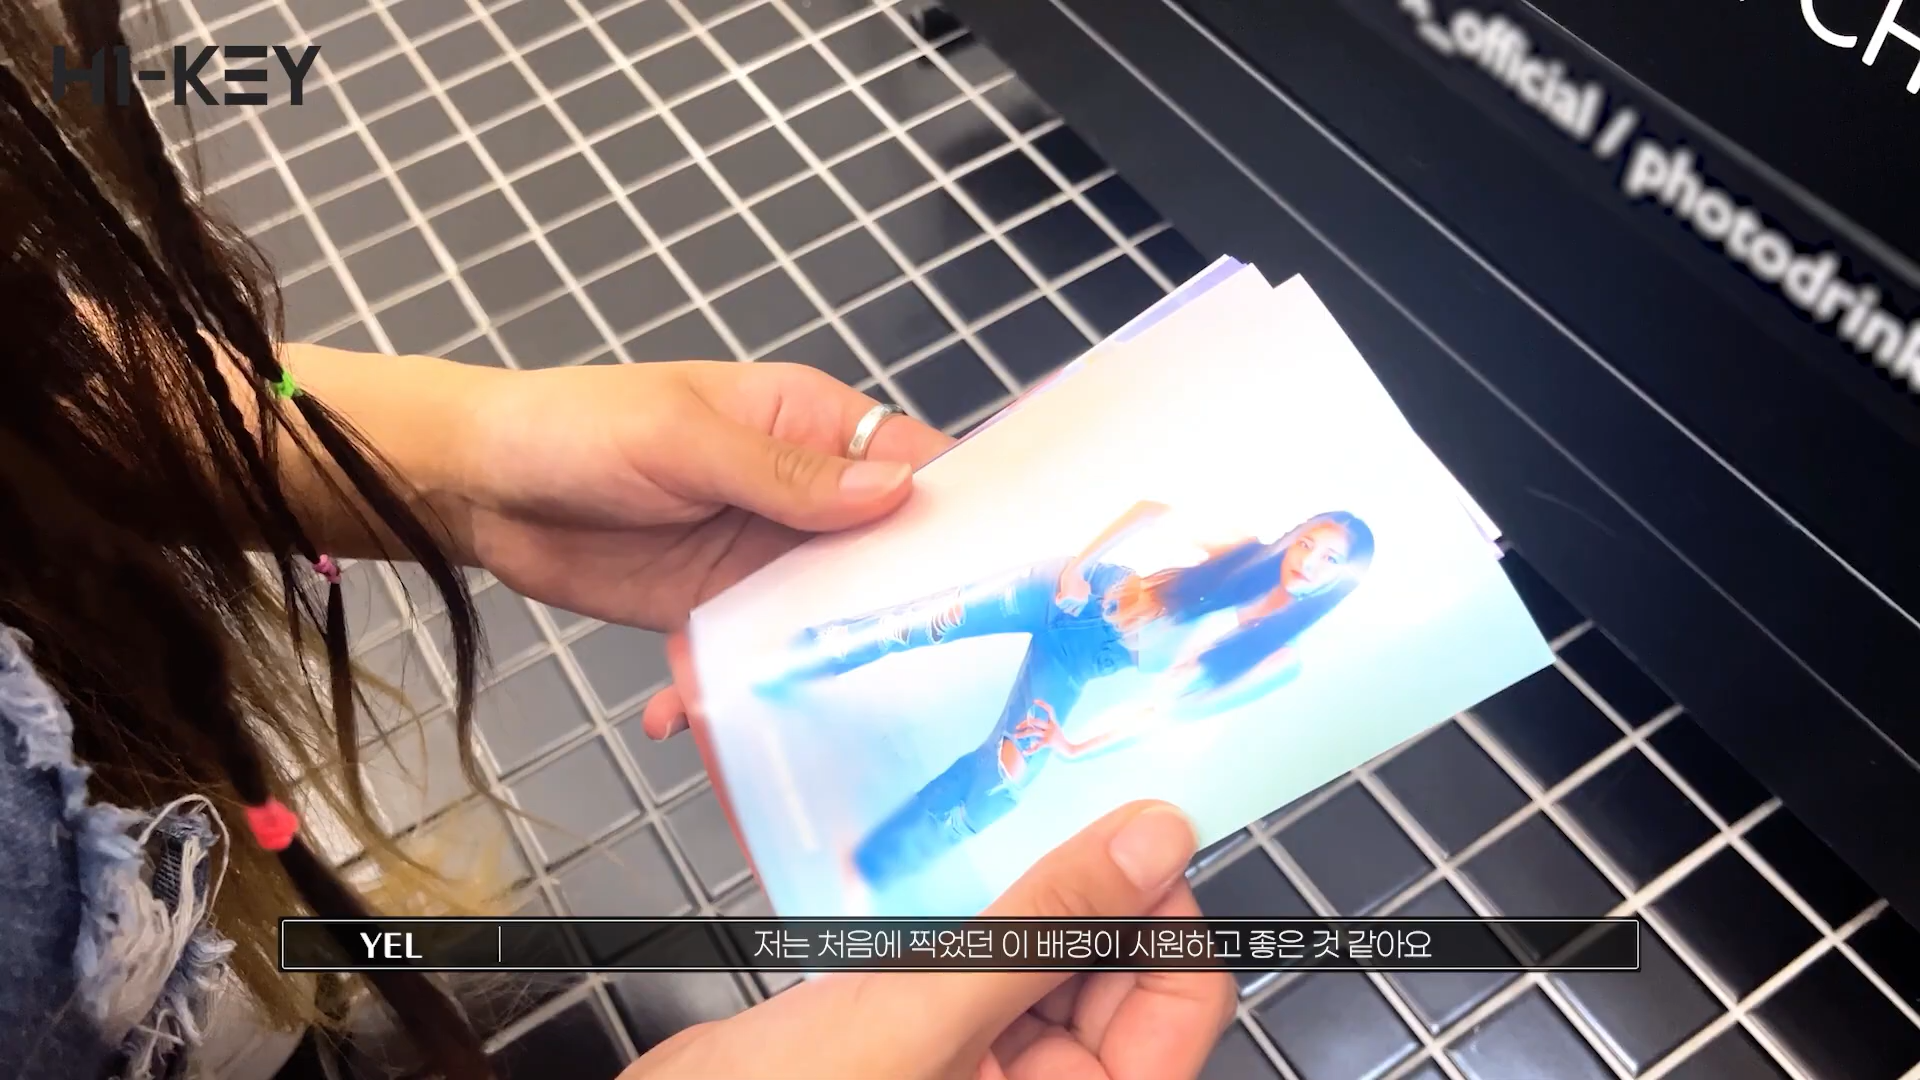 HI-KEY
CH
_official / photodrink
YEL
저는 처음에 찍었던 이 배경이 시원하고 좋은 것 같아요